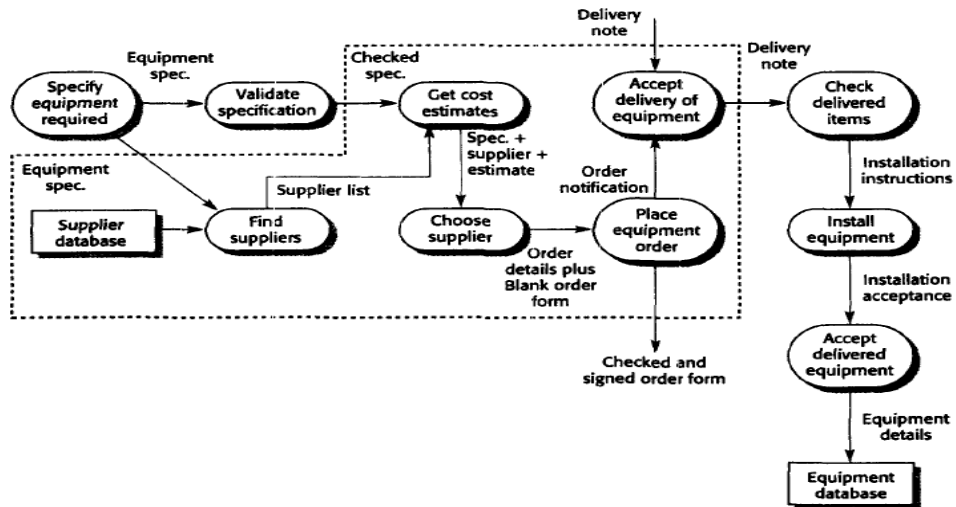 Delivery
note
Delivery
note
Equipment
spec.
Checked
spec.
Specify
equipment
required
Validate
specification
Get cost
estimates
Accept
delivery of
equipment
Check
delivered
items
Equipment
spec.
Supplier list
Spec. +
supplier +
estimate
Order
notification
Installation
instructions
Supplier
database
Find
suppliers
Choose
supplier
Place
equipment
order
Install
equipment
Order
details plus
Blank order
form
Installation
acceptance
Checked and
signed order form
Accept
delivered
equipment
Equipment
details
Equipment
database